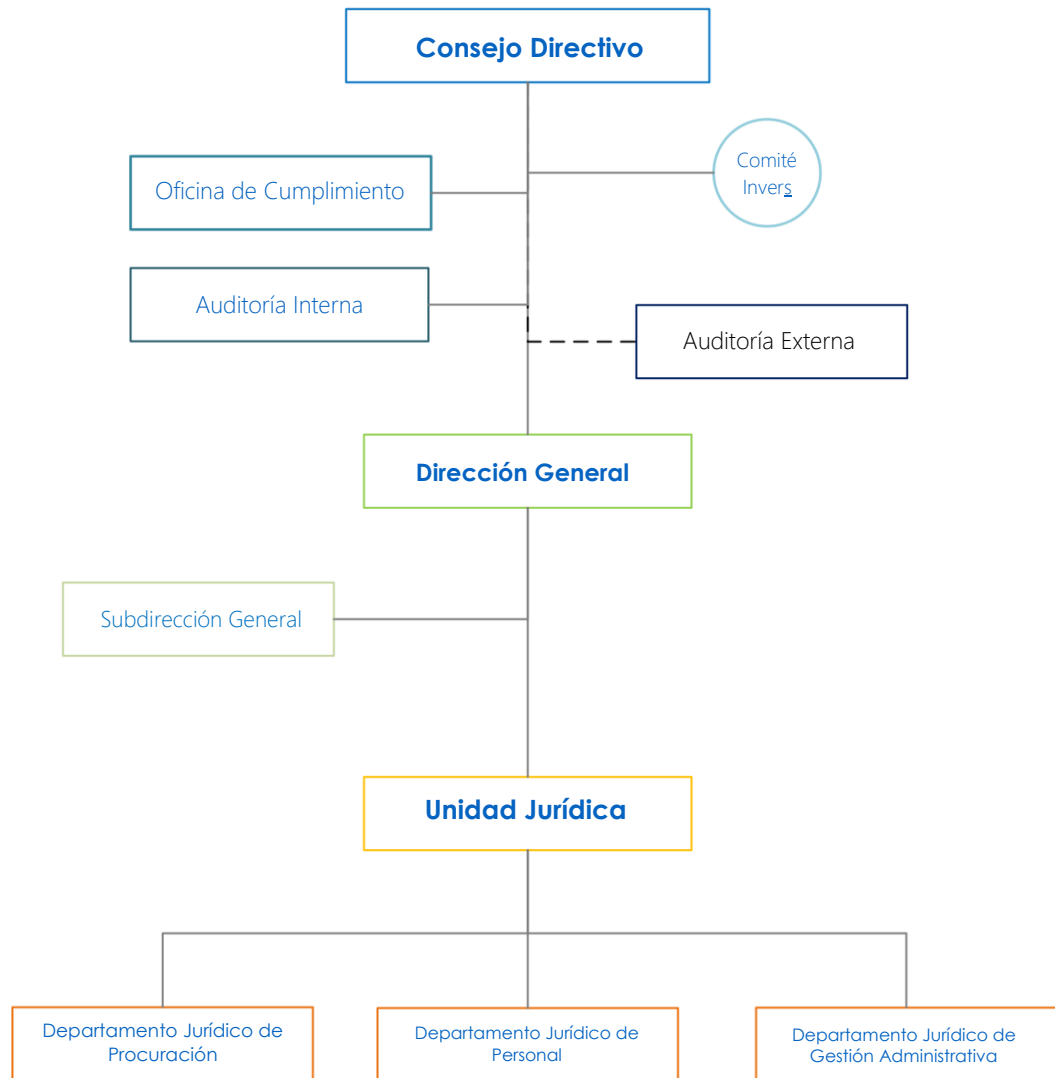 Consejo Directivo
Comité
Invers
Oficina de Cumplimiento
Auditoría Interna
Auditoría Externa
Dirección General
Subdirección General
Unidad Jurídica
Departamento Jurídico de
Procuración
Departamento Jurídico de
Personal
Departamento Jurídico de
Gestión Administrativa